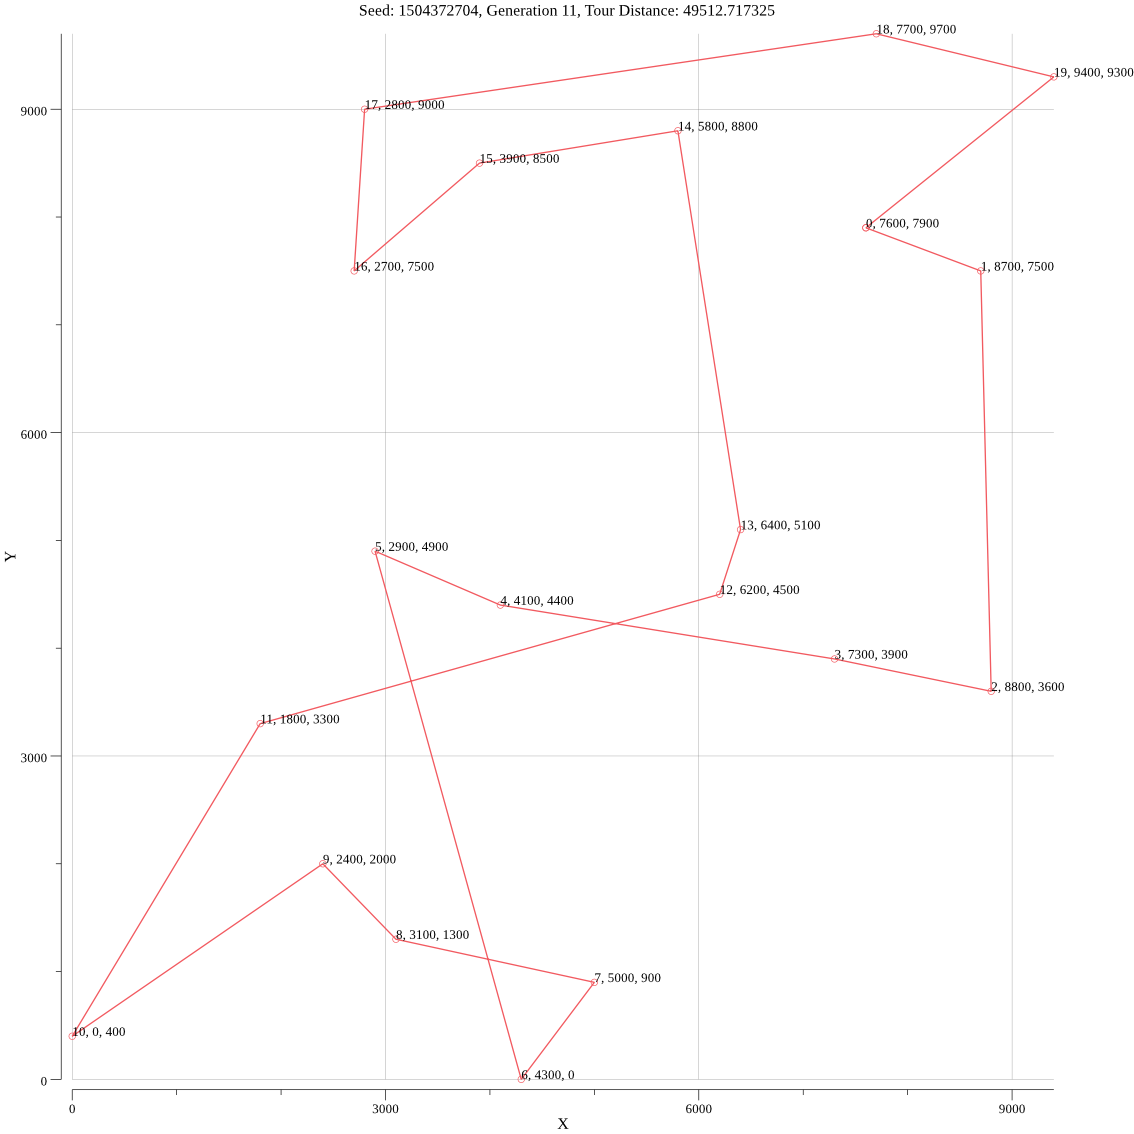 Seed: 1504372704, Generation 11, Tour Distance: 49512.717325
18, 7700, 9700
19, 9400, 9300
17, 2800, 9000
9000
14, 5800, 8800
15, 3900, 8500
0, 7600, 7900
16, 2700, 7500
1, 8700, 7500
6000
13, 6400, 5100
5, 2900, 4900
Y
12, 6200, 4500
4, 4100, 4400
3, 7300, 3900
2, 8800, 3600
11, 1800, 3300
3000
9, 2400, 2000
8, 3100, 1300
7, 5000, 900
10, 0, 400
6, 4300, 0
0
0 3000 6000 9000
X